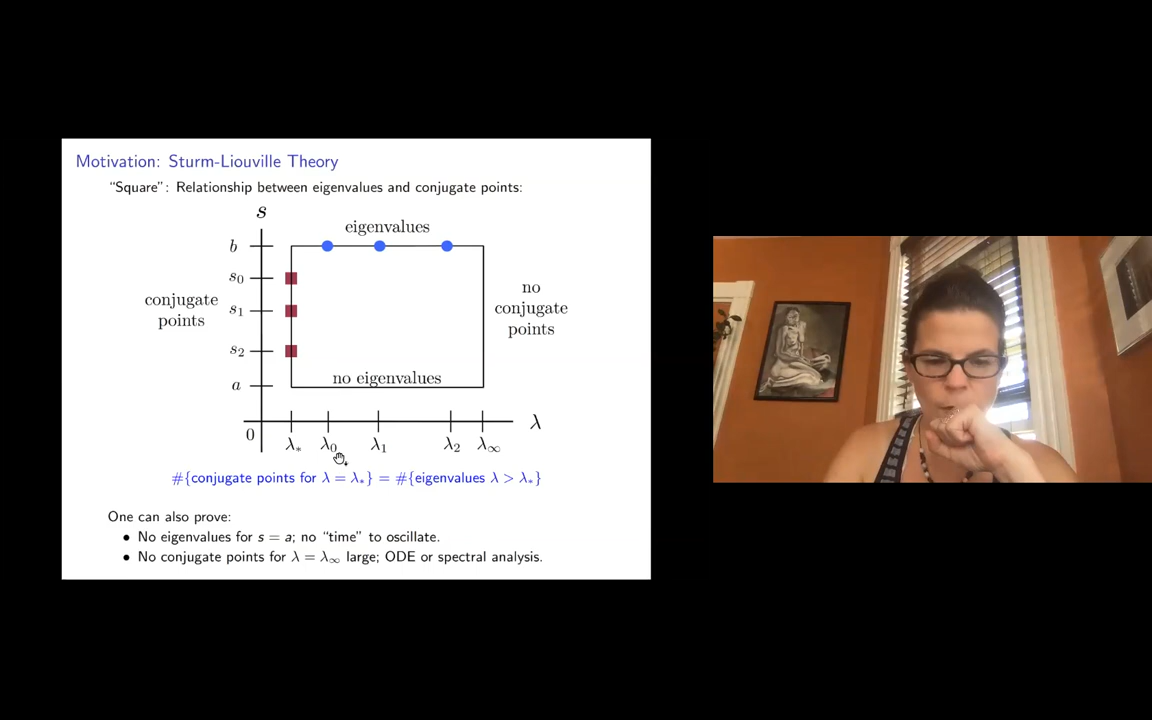 Motivation: Sturm-Liouville Theory
“Square”: Relationship between eigenvalues and conjugate points:
s
eigenvalues
b
s₀
conjugate points
s₁
no conjugate points
s₂
no eigenvalues
a
0
λ
λ* λ₀ λ₁ λ₂ λ∞
#{conjugate points for λ = λ*} = #{eigenvalues λ > λ*}
One can also prove:
• No eigenvalues for s = a; no “time” to oscillate.
• No conjugate points for λ = λ∞ large; ODE or spectral analysis.